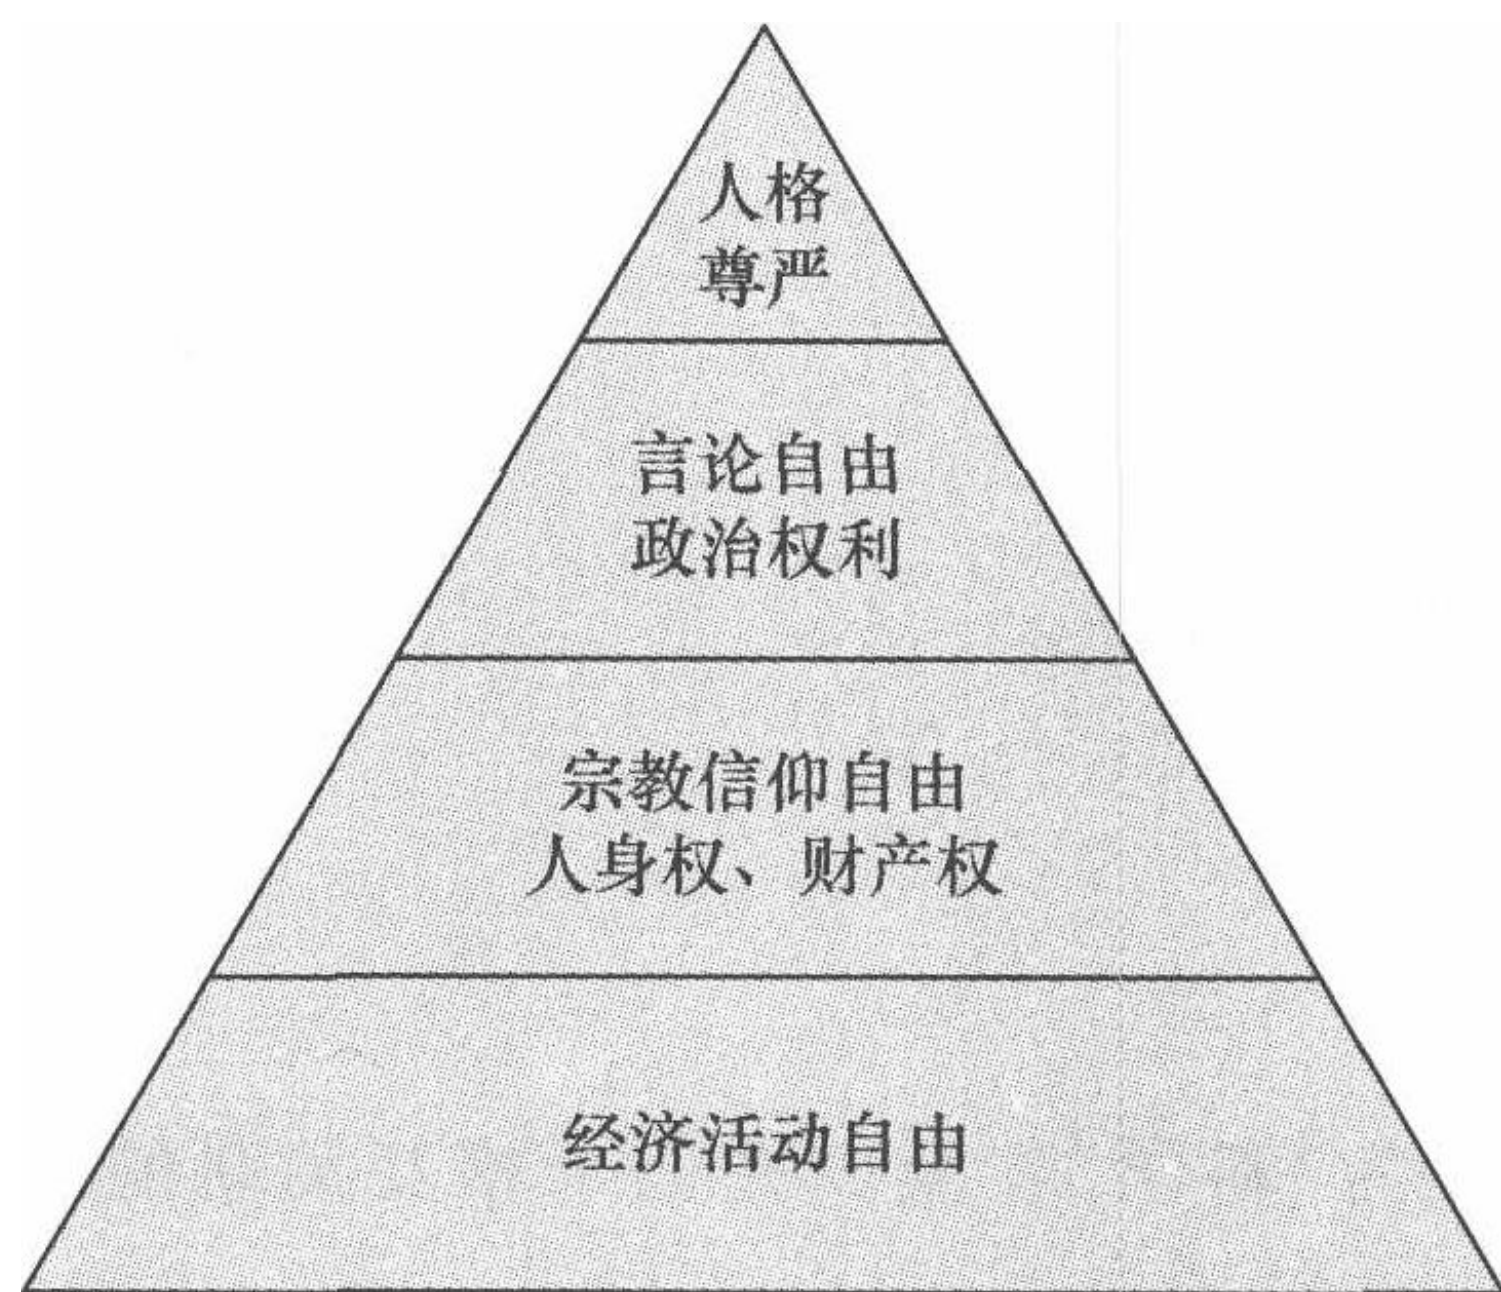 人格
尊严
言论自由
政治权利
宗教信仰自由
人身权、财产权
经济活动自由